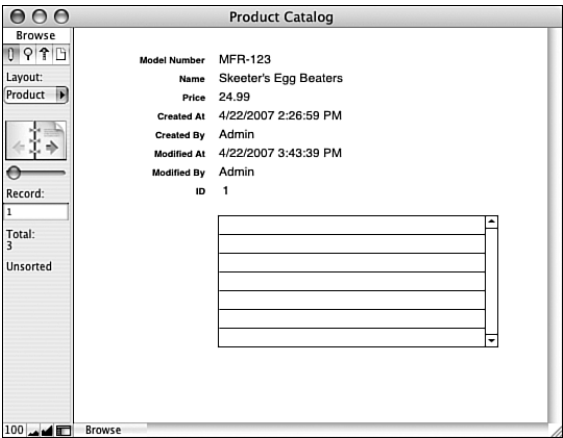 Product Catalog
Browse
Layout:
Product
Record:
1
Total:
3
Unsorted
Model Number MFR-123
Name Skeeter's Egg Beaters
Price 24.99
Created At 4/22/2007 2:26:59 PM
Created By Admin
Modified At 4/22/2007 3:43:39 PM
Modified By Admin
ID 1
100 Browse